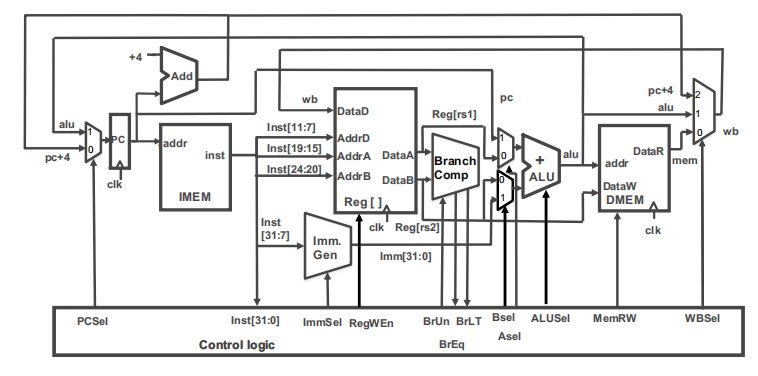 +4
Add
pc
pc+4 2
wb
DataD
Reg[rs1]
alu 1
alu
1
PC
addr
Inst[11:7]
AddrD
1
+
0
wb
0
inst
Inst[19:15]
AddrA
DataA
Branch
Comp
0
ALU
alu
DataR
mem
pc+4
addr
clk
Inst[24:20]
AddrB
DataB
0
DataW
IMEM
Reg [ ]
1
DMEM
Inst
[31:7]
Imm.
Gen
clk
Reg[rs2]
clk
Imm[31:0]
PCSel
Inst[31:0]
ImmSel
RegWEn
BrUn
BrLT
Bsel
ALUSel
MemRW
WBSel
BrEq
Asel
Control logic